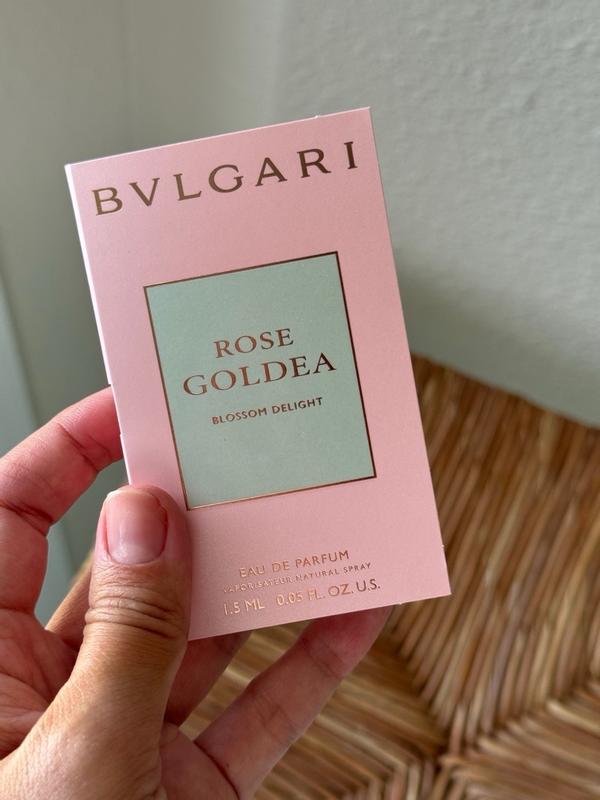 BVLGARI
ROSE
GOLDEA
BLOSSOM DELIGHT
EAU DE PARFUM
VAPORISATEUR NATURAL SPRAY
1.5 ML 0.05 FL. OZ. U.S.